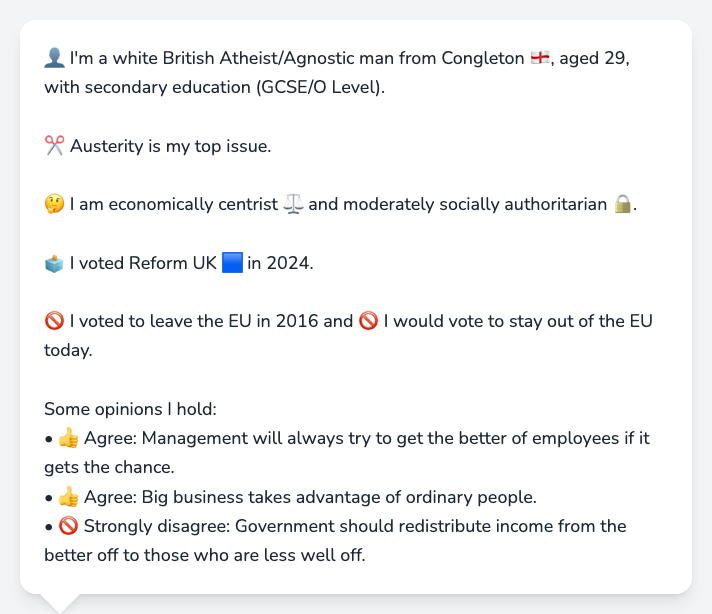 👤 I'm a white British Atheist/Agnostic man from Congleton 🏴󠁧󠁢󠁥󠁮󠁧󠁿, aged 29,
with secondary education (GCSE/O Level).
✂️ Austerity is my top issue.
🤔 I am economically centrist ⚖️ and moderately socially authoritarian 🔒.
🗳️ I voted Reform UK 🟦 in 2024.
🚫 I voted to leave the EU in 2016 and 🚫 I would vote to stay out of the EU
today.
Some opinions I hold:
• 👍 Agree: Management will always try to get the better of employees if it
gets the chance.
• 👍 Agree: Big business takes advantage of ordinary people.
• 🚫 Strongly disagree: Government should redistribute income from the
better off to those who are less well off.